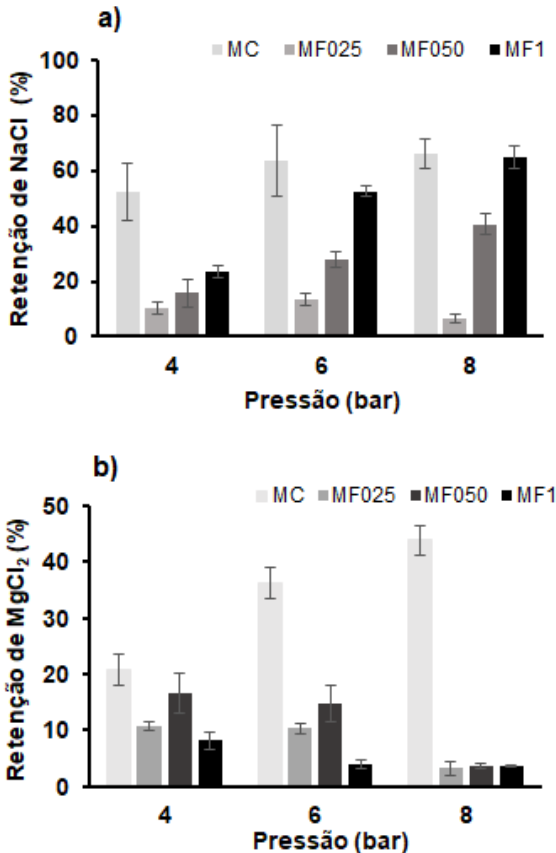 a)
MC MF025 MF050 MF1
Retenção de NaCl (%)
100
80
60
40
20
0
4 6 8
Pressão (bar)
b)
MC MF025 MF050 MF1
Retenção de MgCl₂ (%)
50
40
30
20
10
0
4 6 8
Pressão (bar)